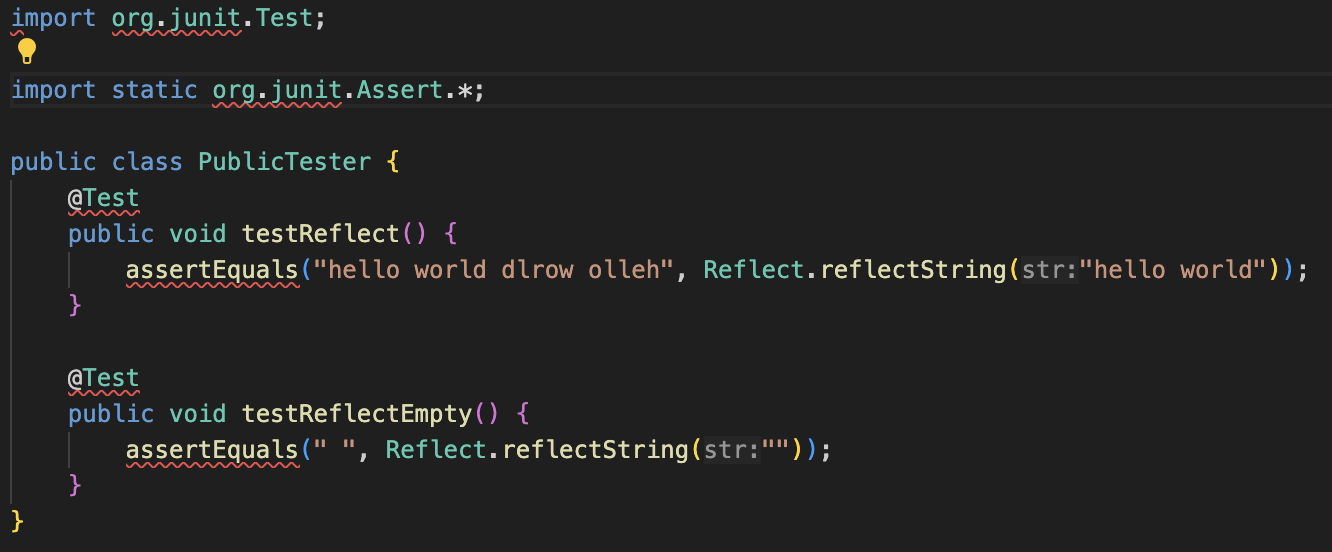 import org.junit.Test;
import static org.junit.Assert.*;
public class PublicTester {
@Test
public void testReflect() {
assertEquals("hello world dlrow olleh", Reflect.reflectString(str:"hello world"));
}
@Test
public void testReflectEmpty() {
assertEquals(" ", Reflect.reflectString(str:""));
}
}